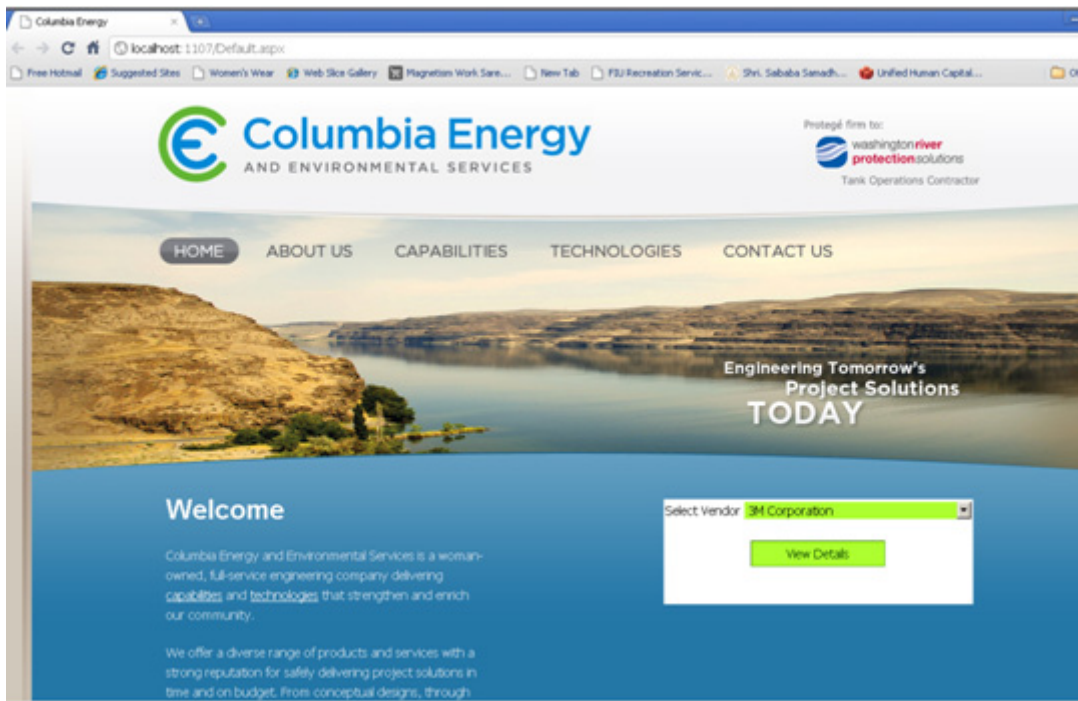 Columbia Energy
localhost:1107/Default.aspx
Free Hotmail Suggested Sites Women's Wear Web Slice Gallery Magnetism Work Sare... New Tab FIU Recreation Servic... Shri. Sababa Samadh... Unified Human Capital...
Columbia Energy
AND ENVIRONMENTAL SERVICES
Protegé firm to:
washingtonriver
protectionsolutions
Tank Operations Contractor
HOME ABOUT US CAPABILITIES TECHNOLOGIES CONTACT US
Engineering Tomorrow's
Project Solutions
TODAY
Welcome
Select Vendor 3M Corporation
View Details
Columbia Energy and Environmental Services is a woman-
owned, full-service engineering company delivering
capabilities and technologies that strengthen and enrich
our community.
We offer a diverse range of products and services with a
strong reputation for safely delivering project solutions in
time and on budget. From conceptual designs, through